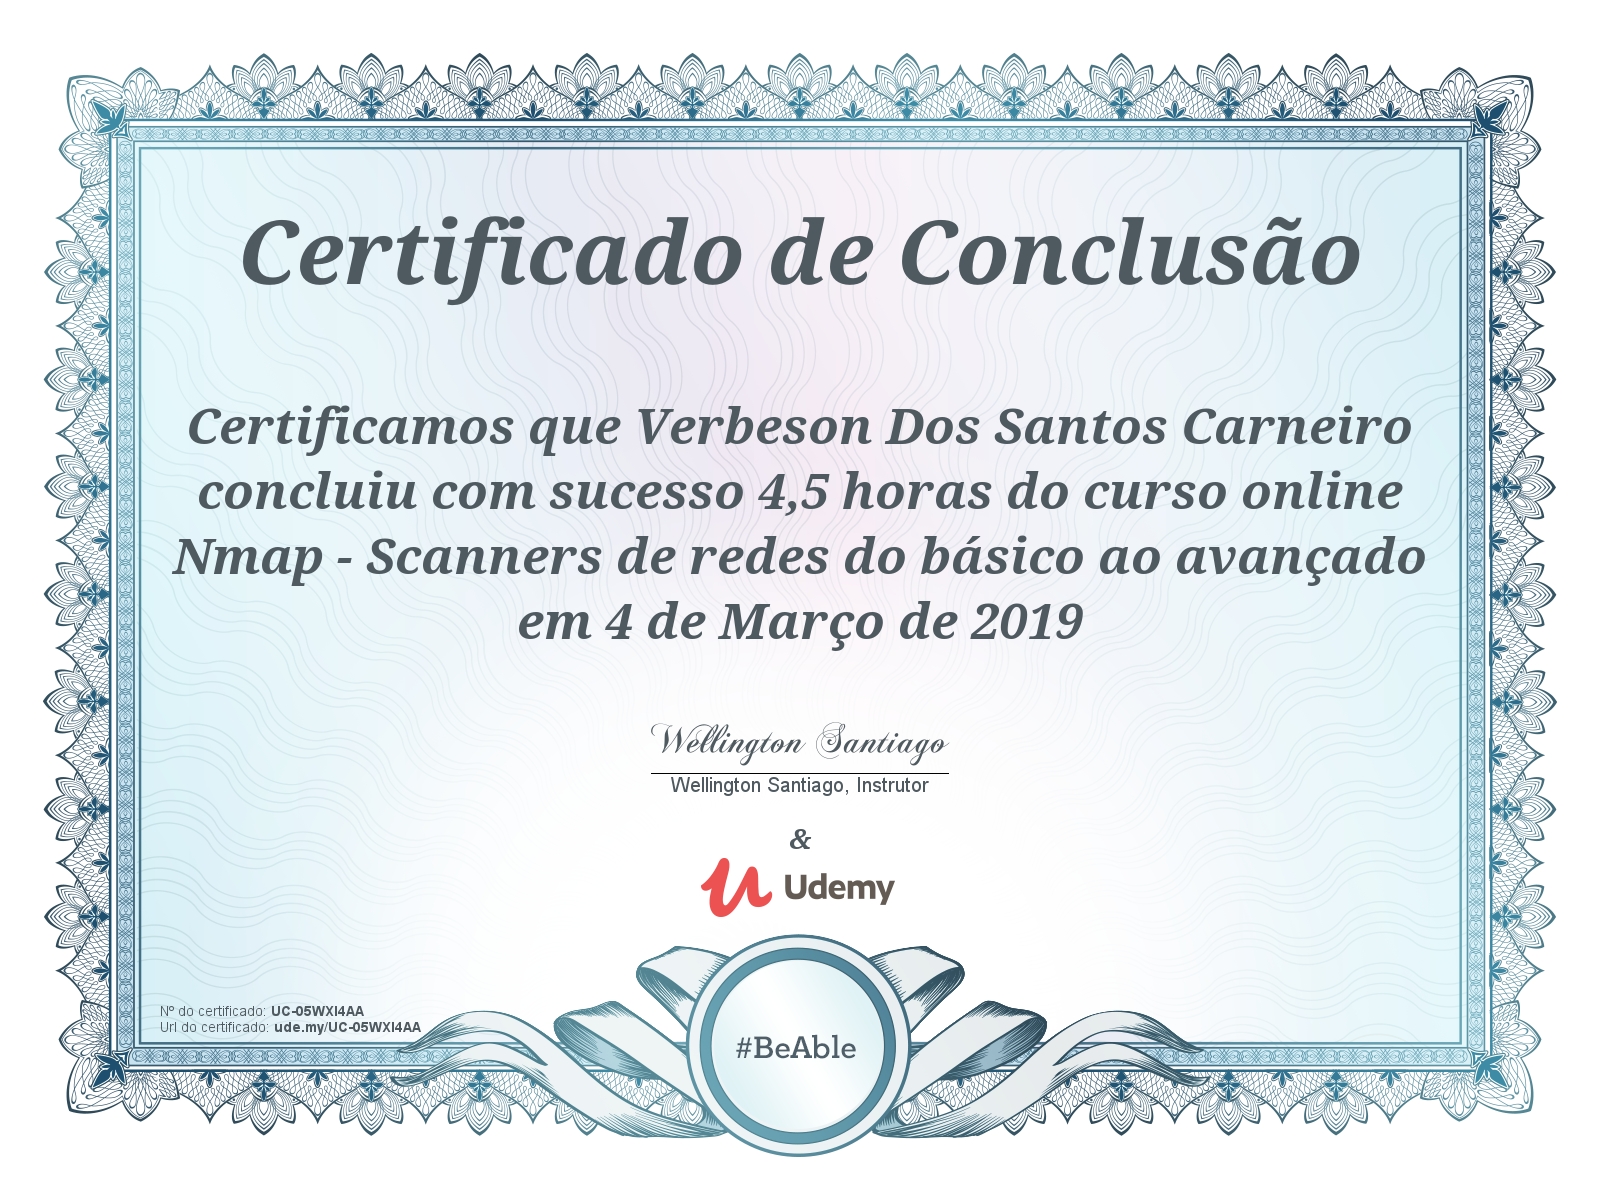 Certificado de Conclusão
Certificamos que Verbeson Dos Santos Carneiro
concluiu com sucesso 4,5 horas do curso online
Nmap - Scanners de redes do básico ao avançado
em 4 de Março de 2019
Wellington Santiago
Wellington Santiago, Instrutor
&
Udemy
#BeAble
Nº do certificado: UC-05WXI4AA
Url do certificado: ude.my/UC-05WXI4AA